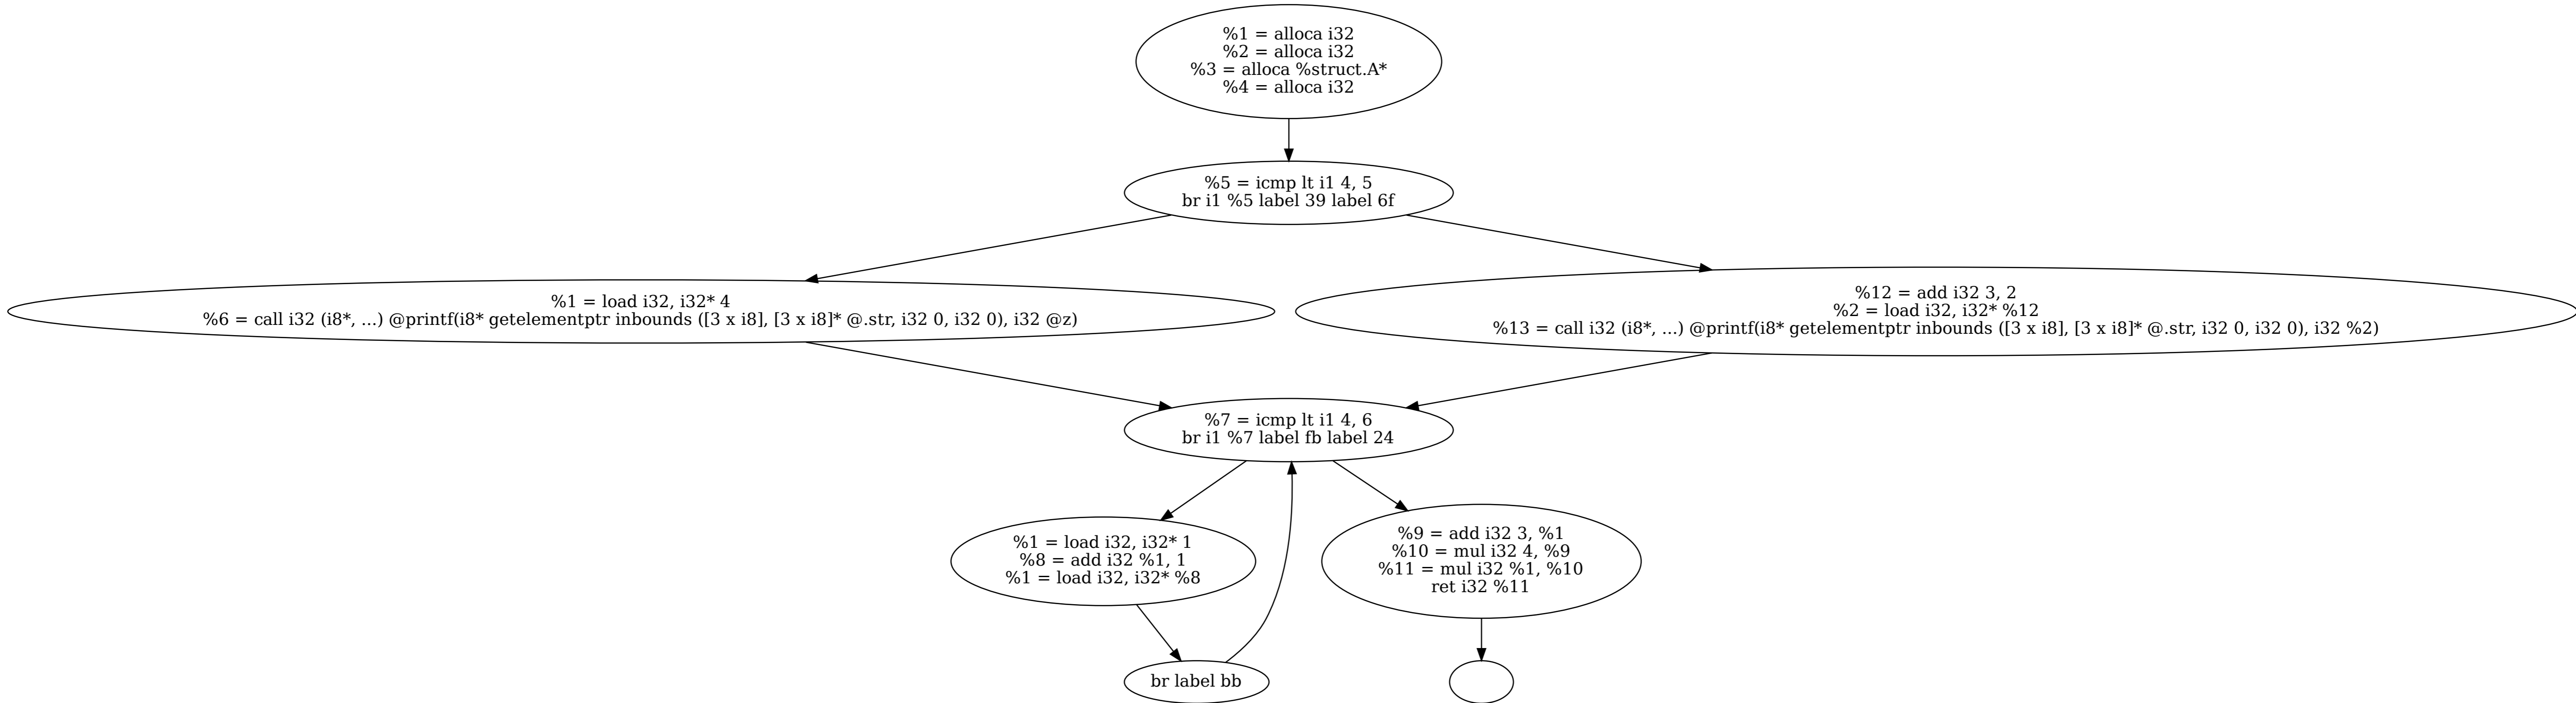 %1 = alloca i32
%2 = alloca i32
%3 = alloca %struct.A*
%4 = alloca i32
%5 = icmp lt i1 4, 5
br i1 %5 label 39 label 6f
%1 = load i32, i32* 4
%6 = call i32 (i8*, ...) @printf(i8* getelementptr inbounds ([3 x i8], [3 x i8]* @.str, i32 0, i32 0), i32 @z)
%12 = add i32 3, 2
%2 = load i32, i32* %12
%13 = call i32 (i8*, ...) @printf(i8* getelementptr inbounds ([3 x i8], [3 x i8]* @.str, i32 0, i32 0), i32 %2)
%7 = icmp lt i1 4, 6
br i1 %7 label fb label 24
%1 = load i32, i32* 1
%8 = add i32 %1, 1
%1 = load i32, i32* %8
%9 = add i32 3, %1
%10 = mul i32 4, %9
%11 = mul i32 %1, %10
ret i32 %11
br label bb